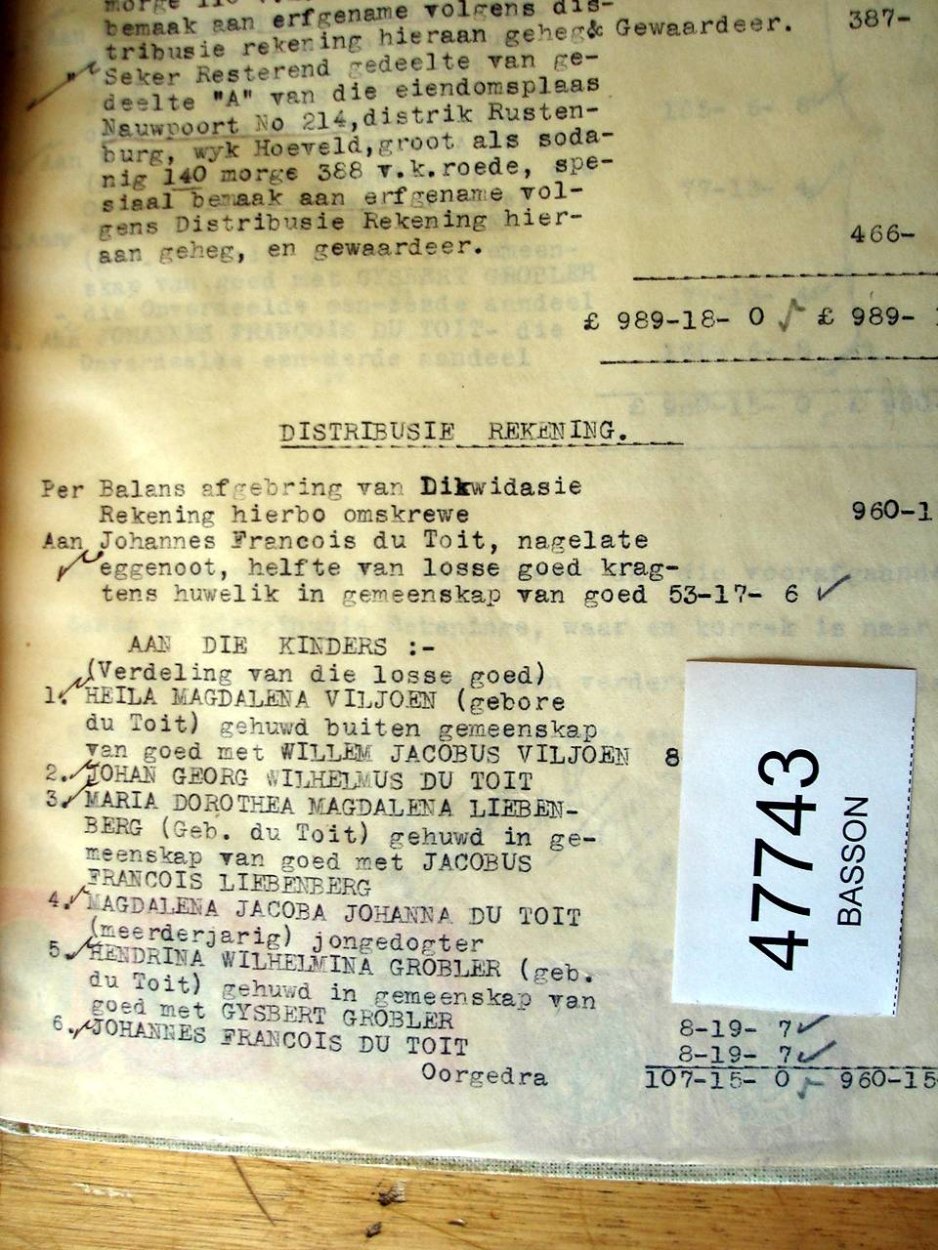 bemaak aan erfgename volgens dis-
tribusie rekening hieraan geheg& Gewaardeer. 387-
Seker Resterend gedeelte van ge-
deelte "A" van die eiendomsplaas
Nauwpoort No 214,distrik Rusten-
burg, wyk Hoeveld,groot als soda-
nig 140 morge 388 v.k.roede, spe-
siaal bemaak aan erfgename vol-
gens Distribusie Rekening hier-
aan geheg, en gewaardeer. 466-
£ 989-18- 0 £ 989- 1
DISTRIBUSIE REKENING.
Per Balans afgebring van Dikwidasie
Rekening hierbo omskrewe 960-1
Aan Johannes Francois du Toit, nagelate
eggenoot, helfte van losse goed krag-
tens huwelik in gemeenskap van goed 53-17- 6
AAN DIE KINDERS :-
(Verdeling van die losse goed)
1. HEILA MAGDALENA VILJOEN (gebore
du Toit) gehuwd buiten gemeenskap
van goed met WILLEM JACOBUS VILJOEN 8
2. JOHAN GEORG WILHELMUS DU TOIT
3. MARIA DOROTHEA MAGDALENA LIEBEN-
BERG (Geb. du Toit) gehuwd in ge-
meenskap van goed met JACOBUS
FRANCOIS LIEBENBERG
4. MAGDALENA JACOBA JOHANNA DU TOIT
(meerderjarig) jongedogter
5. HENDRINA WILHELMINA GROBLER (geb.
du Toit) gehuwd in gemeenskap van
goed met GYSBERT GROBLER 8-19- 7
6. JOHANNES FRANCOIS DU TOIT 8-19- 7
Oorgedra 107-15- 0 960-15
47743
BASSON